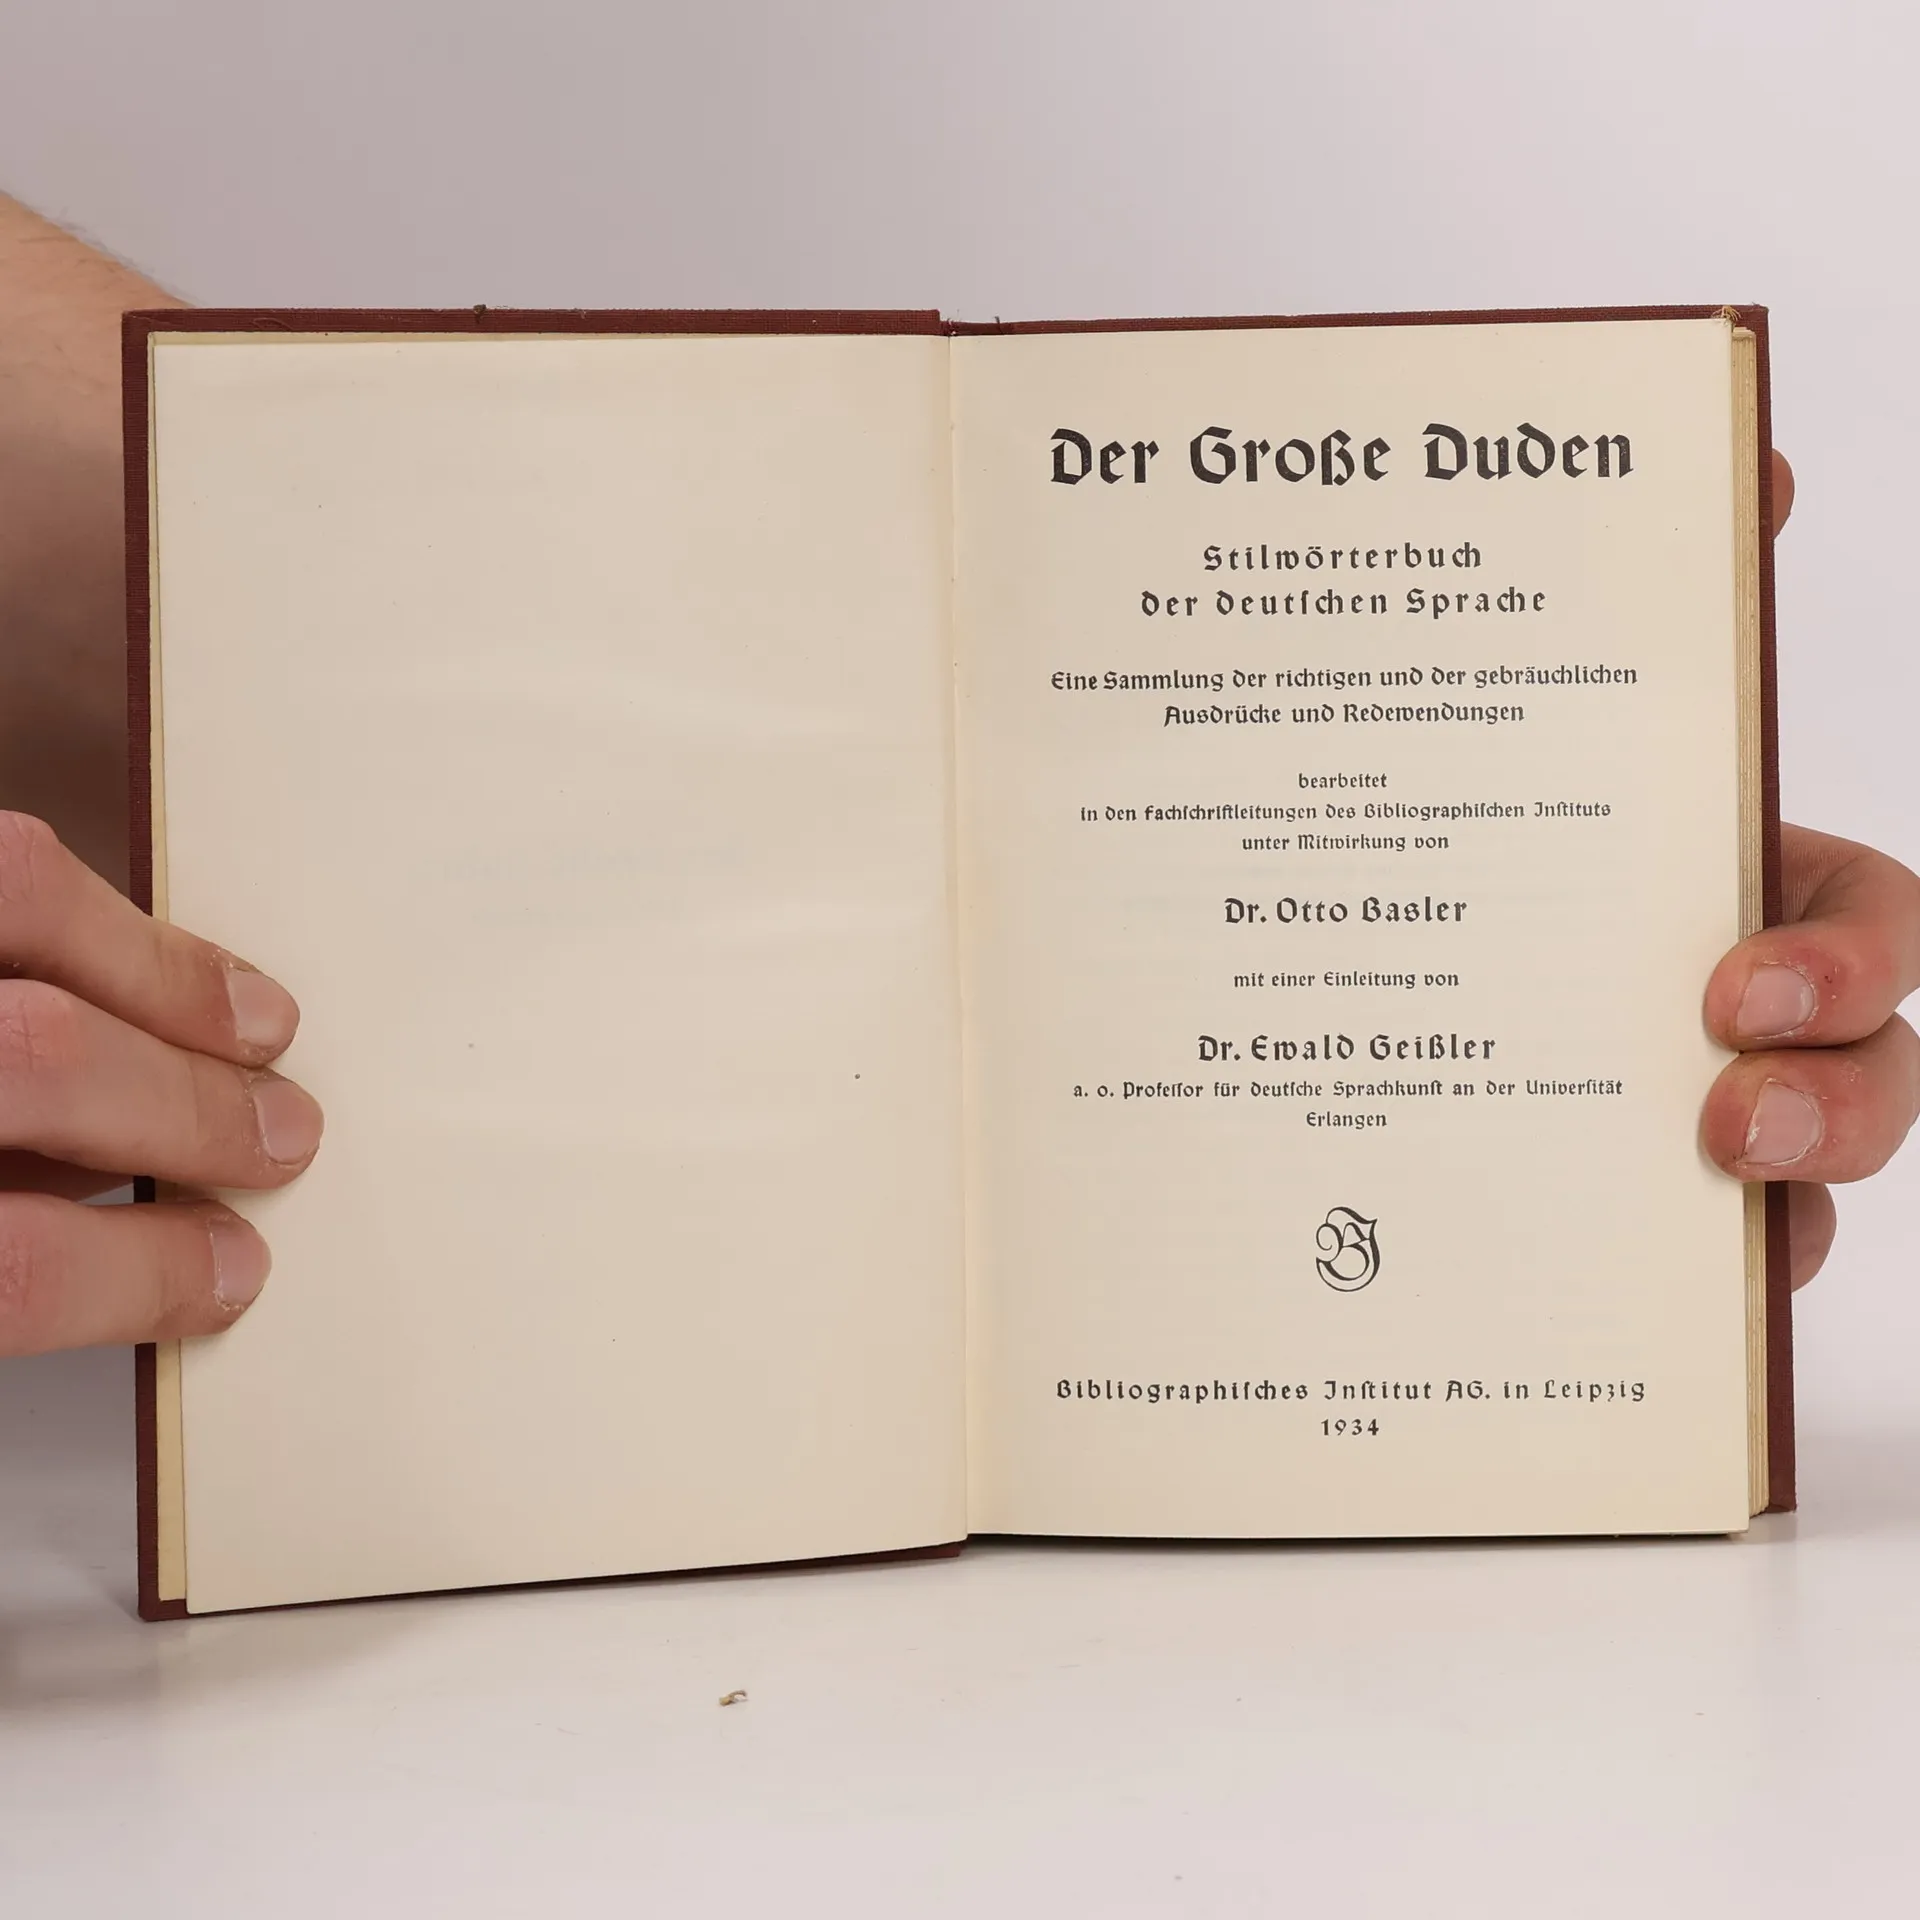 Der Große Duden
Stilwörterbuch
der deutſchen Sprache
Eine Sammlung der richtigen und der gebräuchlichen
Ausdrücke und Redewendungen
bearbeitet
in den Fachſchriftleitungen des Bibliographiſchen Inſtituts
unter Mitwirkung von
Dr. Otto Basler
mit einer Einleitung von
Dr. Ewald Geißler
a. o. Profeſſor für deutſche Sprachkunſt an der Univerſität
Erlangen
BI
Bibliographiſches Inſtitut AG. in Leipzig
1934